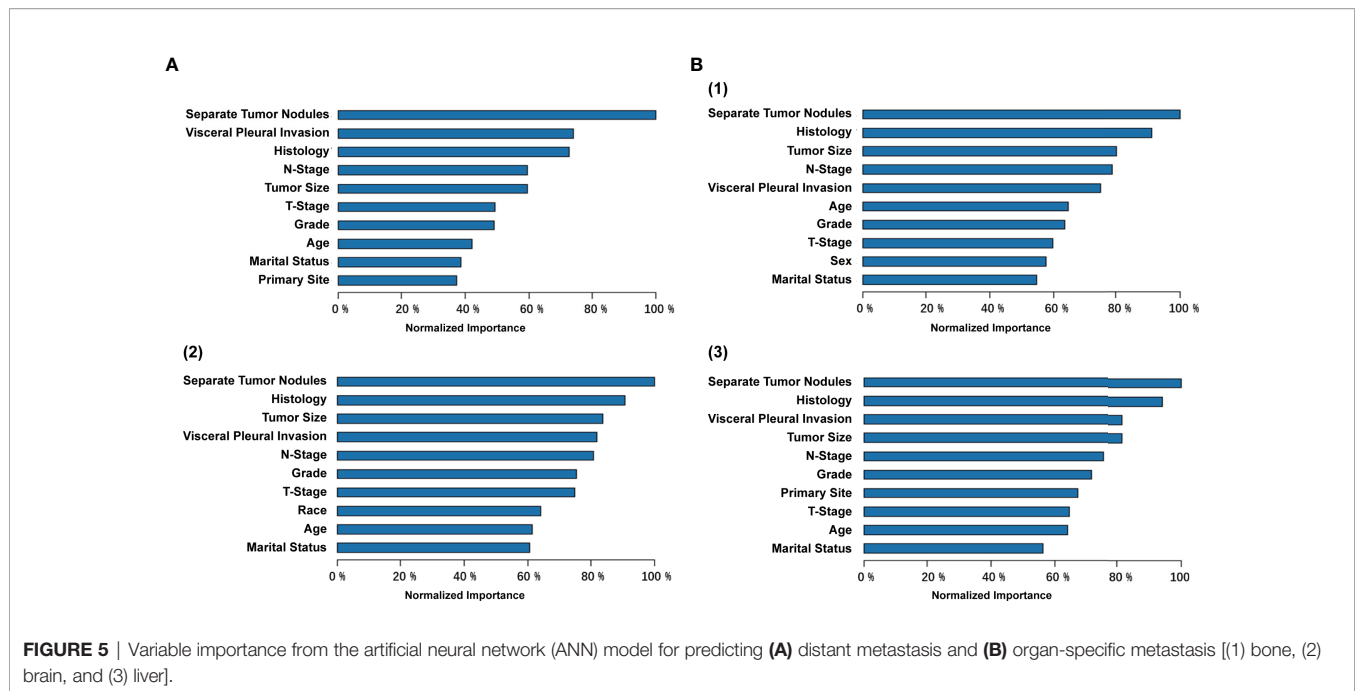 A
Separate Tumor Nodules
Visceral Pleural Invasion
Histology
N-Stage
Tumor Size
T-Stage
Grade
Age
Marital Status
Primary Site
0 % 20 % 40 % 60 % 80 % 100 %
Normalized Importance
B
(1)
Separate Tumor Nodules
Histology
Tumor Size
N-Stage
Visceral Pleural Invasion
Age
Grade
T-Stage
Sex
Marital Status
0 % 20 % 40 % 60 % 80 % 100 %
Normalized Importance
(2)
Separate Tumor Nodules
Histology
Tumor Size
Visceral Pleural Invasion
N-Stage
Grade
T-Stage
Race
Age
Marital Status
0 % 20 % 40 % 60 % 80 % 100 %
Normalized Importance
(3)
Separate Tumor Nodules
Histology
Visceral Pleural Invasion
Tumor Size
N-Stage
Grade
Primary Site
T-Stage
Age
Marital Status
0 % 20 % 40 % 60 % 80 % 100
Normalized Importance
FIGURE 5 | Variable importance from the artificial neural network (ANN) model for predicting (A) distant metastasis and (B) organ-specific metastasis [(1) bone, (2)
brain, and (3) liver].